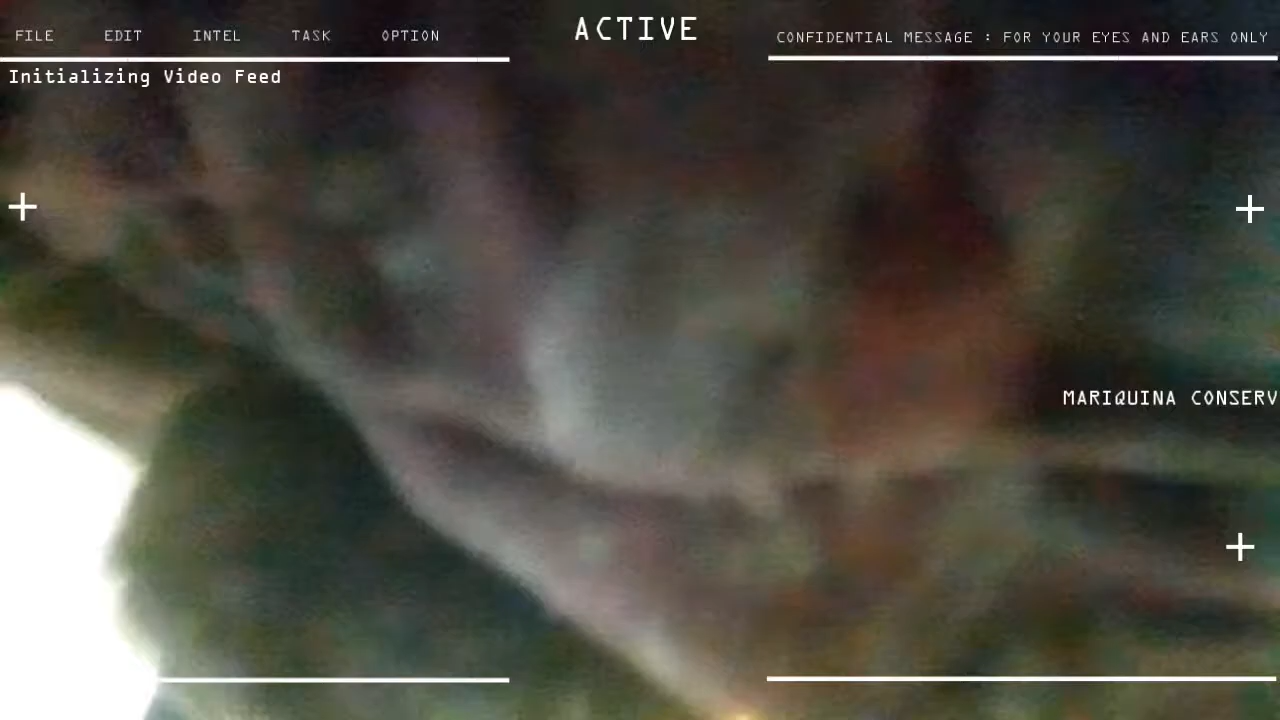 FILE EDIT INTEL TASK OPTION
ACTIVE
CONFIDENTIAL MESSAGE : FOR YOUR EYES AND EARS ONLY
Initializing Video Feed
MARIQUINA CONSERV